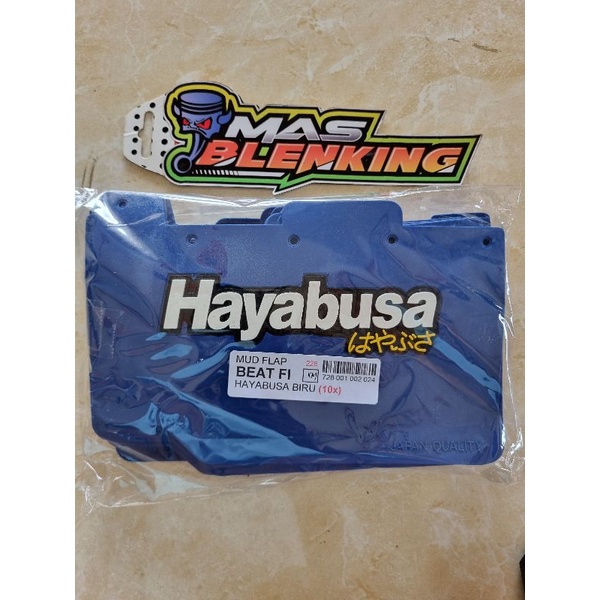 MAS
BLENKING
Hayabusa
はやぶさ
MUD FLAP 226
BEAT FI
728 001 002 024
HAYABUSA BIRU (10x)
JAPAN QUALITY